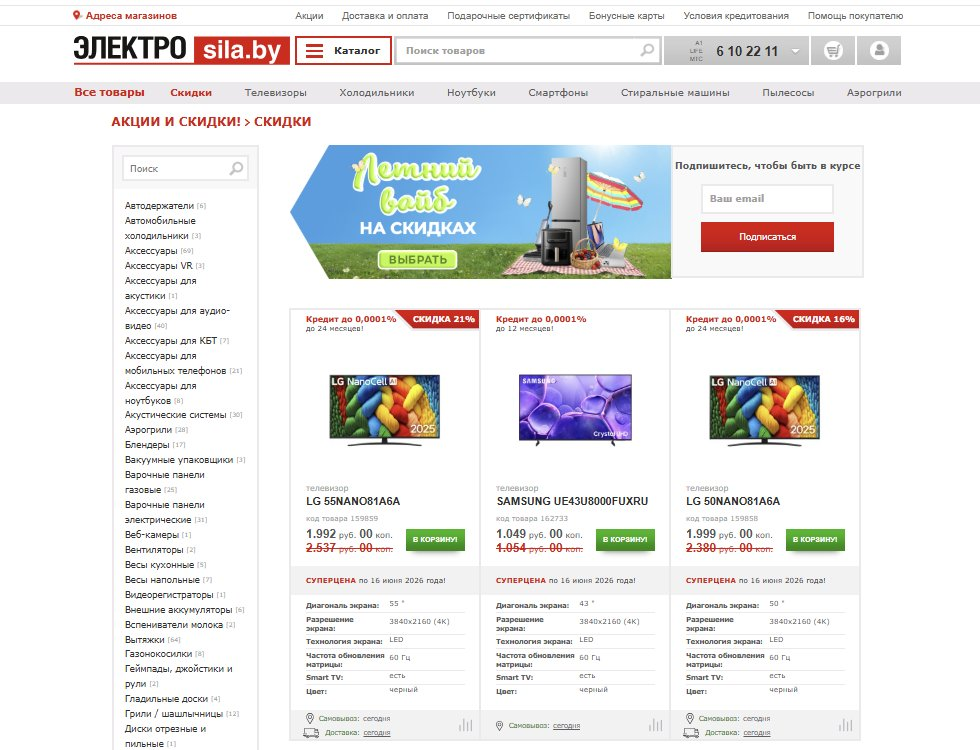 Адреса магазинов
Акции
Доставка и оплата
Подарочные сертификаты
Бонусные карты
Условия кредитования
Помощь покупателю
ЭЛЕКТРО sila.by
Каталог
Поиск товаров
A1
LIFE
МТС
6 10 22 11
Все товары
Скидки
Телевизоры
Холодильники
Ноутбуки
Смартфоны
Стиральные машины
Пылесосы
Аэрогрили
АКЦИИ И СКИДКИ! > СКИДКИ
Поиск
Автодержатели [6]
Автомобильные
холодильники [3]
Аксессуары [69]
Аксессуары VR [3]
Аксессуары для
акустики [1]
Аксессуары для аудио-
видео [40]
Аксессуары для КБТ [7]
Аксессуары для
мобильных телефонов [21]
Аксессуары для
ноутбуков [8]
Акустические системы [30]
Аэрогрили [28]
Блендеры [17]
Вакуумные упаковщики [3]
Варочные панели
газовые [25]
Варочные панели
электрические [31]
Веб-камеры [1]
Вентиляторы [2]
Весы кухонные [5]
Весы напольные [7]
Видеорегистраторы [1]
Внешние аккумуляторы [6]
Вспениватели молока [2]
Вытяжки [64]
Газонокосилки [8]
Геймпады, джойстики и
рули [2]
Гладильные доски [4]
Грили / шашлычницы [12]
Диски отрезные и
пильные [1]
Летний
вайб
НА СКИДКАХ
ВЫБРАТЬ
Подпишитесь, чтобы быть в курсе
Ваш email
Подписаться
Кредит до 0,0001%
до 24 месяцев!
СКИДКА 21%
LG NanoCell AI
2025
телевизор
LG 55NANO81A6A
код товара 159859
1.992 руб. 00 коп.
2.537 руб. 00 коп.
В КОРЗИНУ!
СУПЕРЦЕНА по 16 июня 2026 года!
Диагональ экрана: 55 "
Разрешение
экрана: 3840x2160 (4K)
Технология экрана: LED
Частота обновления
матрицы: 60 Гц
Smart TV: есть
Цвет: черный
Самовывоз: сегодня
Доставка: сегодня
Кредит до 0,0001%
до 12 месяцев!
SAMSUNG
Crystal UHD
телевизор
SAMSUNG UE43U8000FUXRU
код товара 162733
1.049 руб. 00 коп.
1.054 руб. 00 коп.
В КОРЗИНУ!
СУПЕРЦЕНА по 16 июня 2026 года!
Диагональ экрана: 43 "
Разрешение
экрана: 3840x2160 (4K)
Технология экрана: LED
Частота обновления
матрицы: 60 Гц
Smart TV: есть
Цвет: черный
Самовывоз: сегодня
Кредит до 0,0001%
до 24 месяцев!
СКИДКА 16%
LG NanoCell AI
2025
телевизор
LG 50NANO81A6A
код товара 159858
1.999 руб. 00 коп.
2.380 руб. 00 коп.
В КОРЗИНУ!
СУПЕРЦЕНА по 16 июня 2026 года!
Диагональ экрана: 50 "
Разрешение
экрана: 3840x2160 (4K)
Технология экрана: LED
Частота обновления
матрицы: 60 Гц
Smart TV: есть
Цвет: черный
Самовывоз: сегодня
Доставка: сегодня